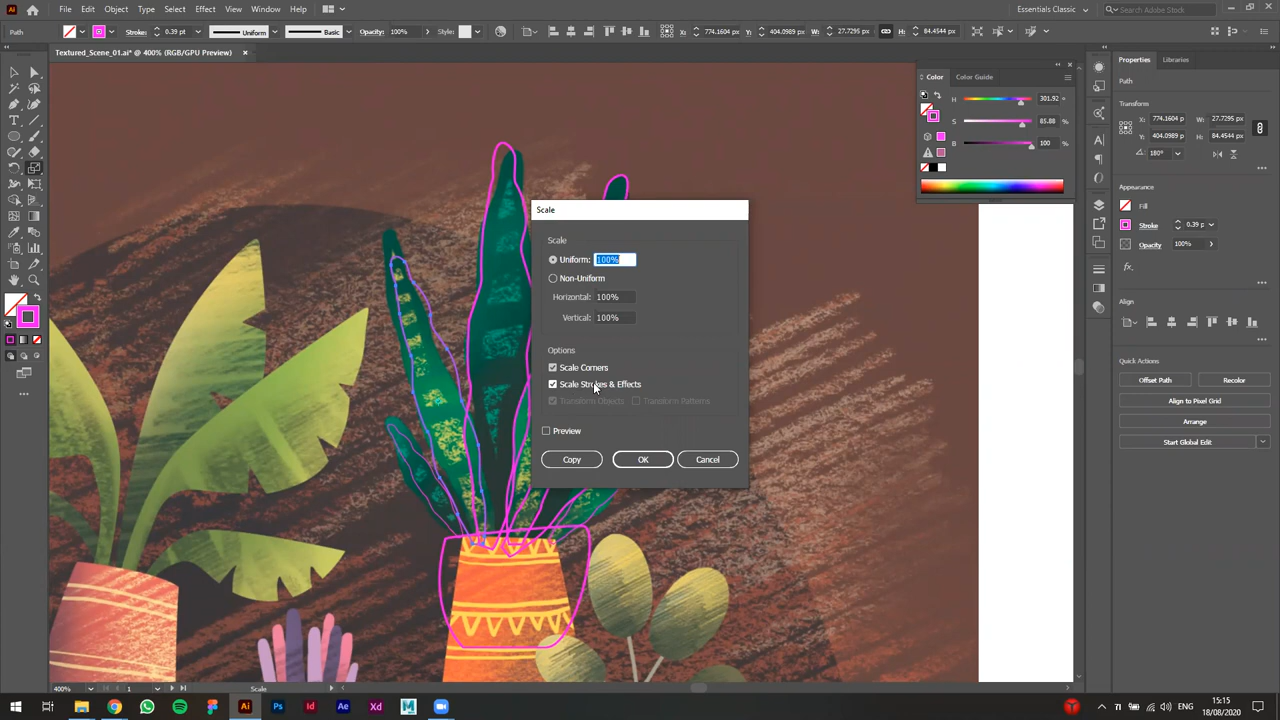 Ai File Edit Object Type Select Effect View Window Help Essentials Classic Search Adobe Stock
Path Stroke: 0.39 pt Uniform Basic Opacity: 100% Style: X: 774.1604 p Y: 404.0989 px W: 27.7295 px H: 84.4544 px
Textured_Scene_01.ai* @ 400% (RGB/GPU Preview)
Color Color Guide
H 301.92 °
S 85.88 %
B 100 %
Properties Libraries
Path
Transform
X: 774.1604 p W: 27.7295 px
Y: 404.0989 px H: 84.4544 px
180°
Appearance
Fill
Stroke 0.39 pt
Opacity 100%
fx.
Align
Quick Actions
Offset Path Recolor
Align to Pixel Grid
Arrange
Start Global Edit
Scale
Scale
Uniform: 100%
Non-Uniform
Horizontal: 100%
Vertical: 100%
Options
Scale Corners
Scale Strokes & Effects
Transform Objects Transform Patterns
Preview
Copy OK Cancel
400% 1 Scale
Ai Ps Id Ae Xd M
ENG 15:15
18/08/2020